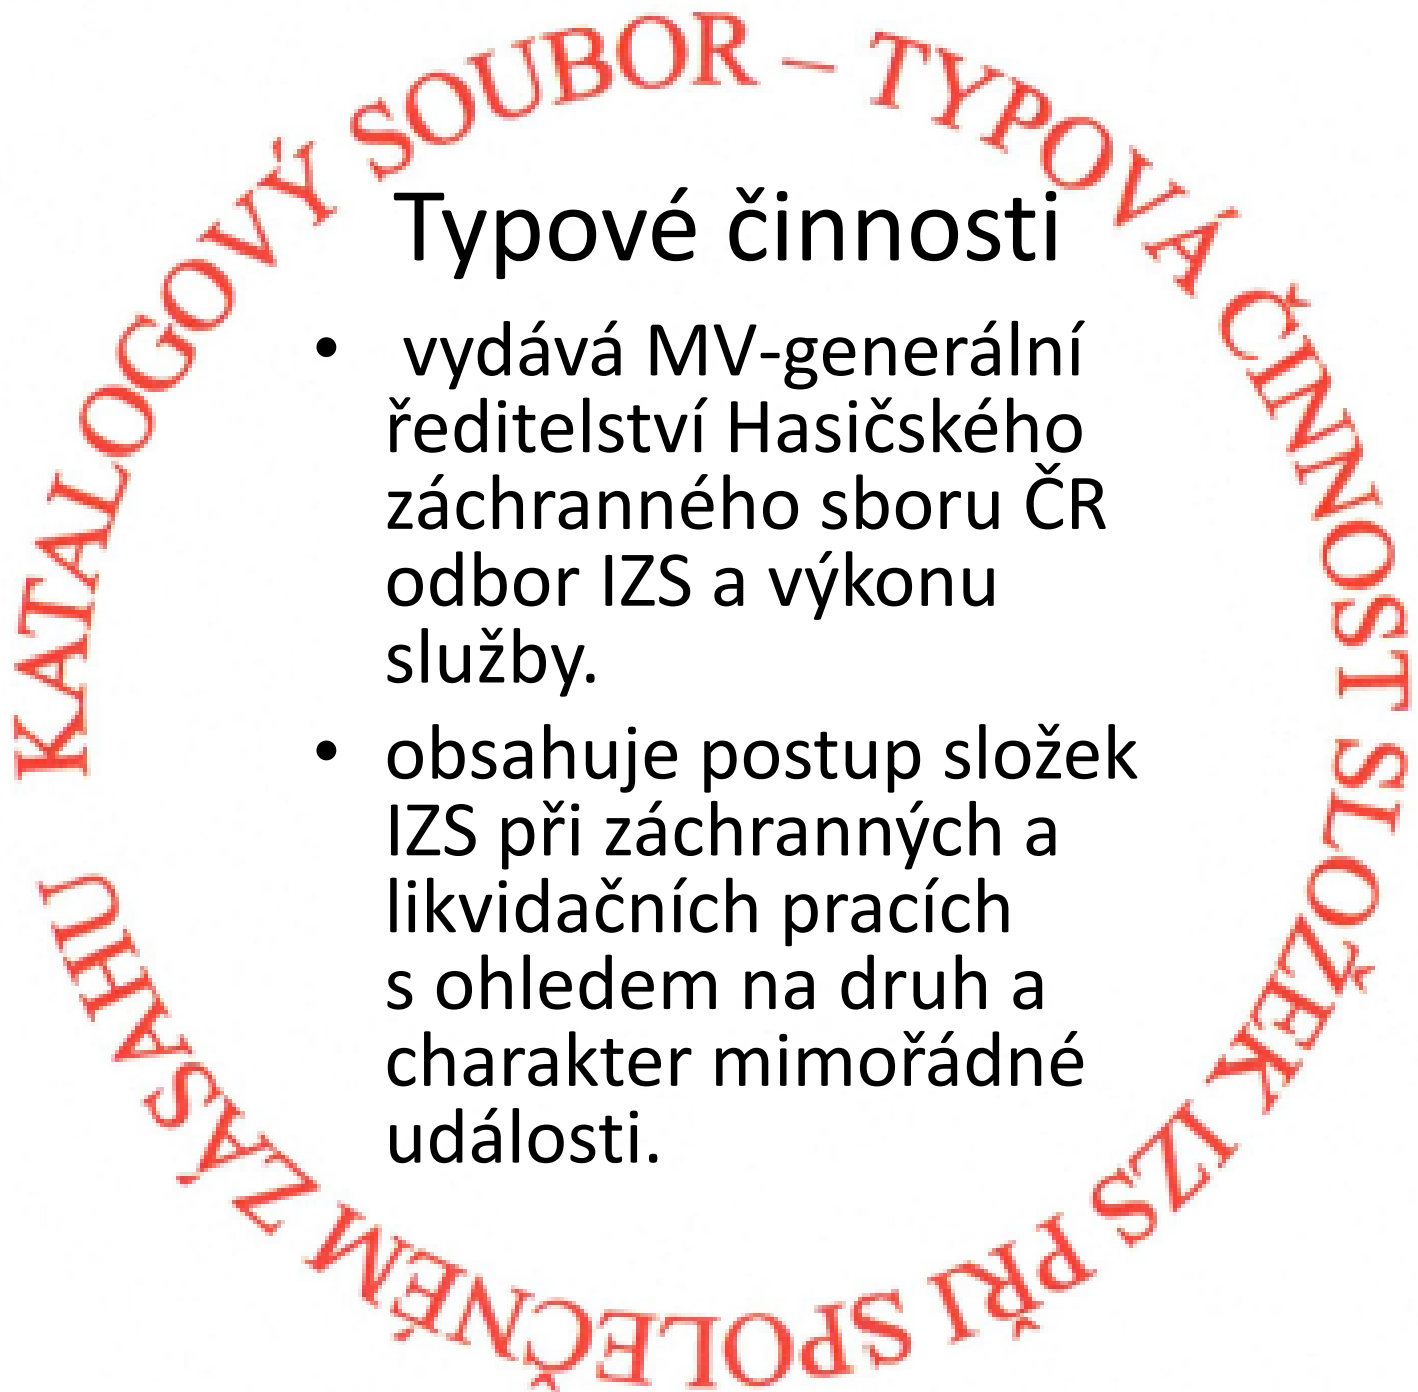 KATALOGOVÝ SOUBOR – TYPOVÁ ČINNOST SLOŽEK IZS PŘI SPOLEČNÉM ZÁSAHU
Typové činnosti
• vydává MV-generální
ředitelství Hasičského
záchranného sboru ČR
odbor IZS a výkonu
služby.
• obsahuje postup složek
IZS při záchranných a
likvidačních pracích
s ohledem na druh a
charakter mimořádné
události.